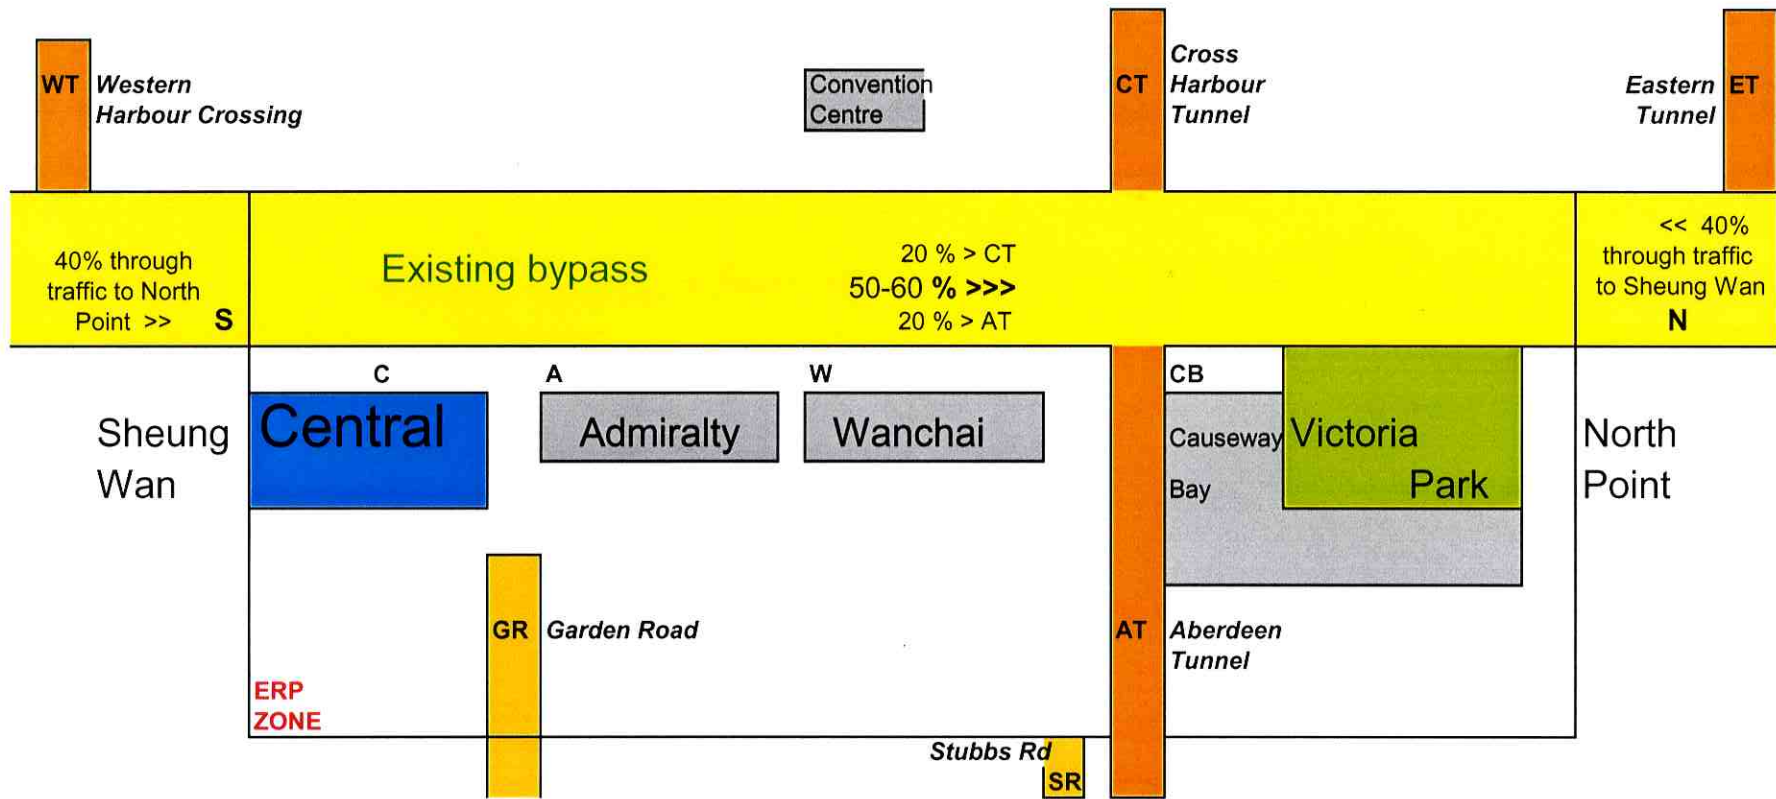 WT
Western
Harbour Crossing
Convention
Centre
CT
Cross
Harbour
Tunnel
Eastern
Tunnel
ET
40% through
traffic to North
Point >>
S
Existing bypass
20 % > CT
50-60 % >>>
20 % > AT
<< 40%
through traffic
to Sheung Wan
N
Sheung
Wan
C
Central
A
Admiralty
W
Wanchai
CB
Causeway
Bay
Victoria
Park
North
Point
GR
Garden Road
AT
Aberdeen
Tunnel
ERP
ZONE
Stubbs Rd
SR